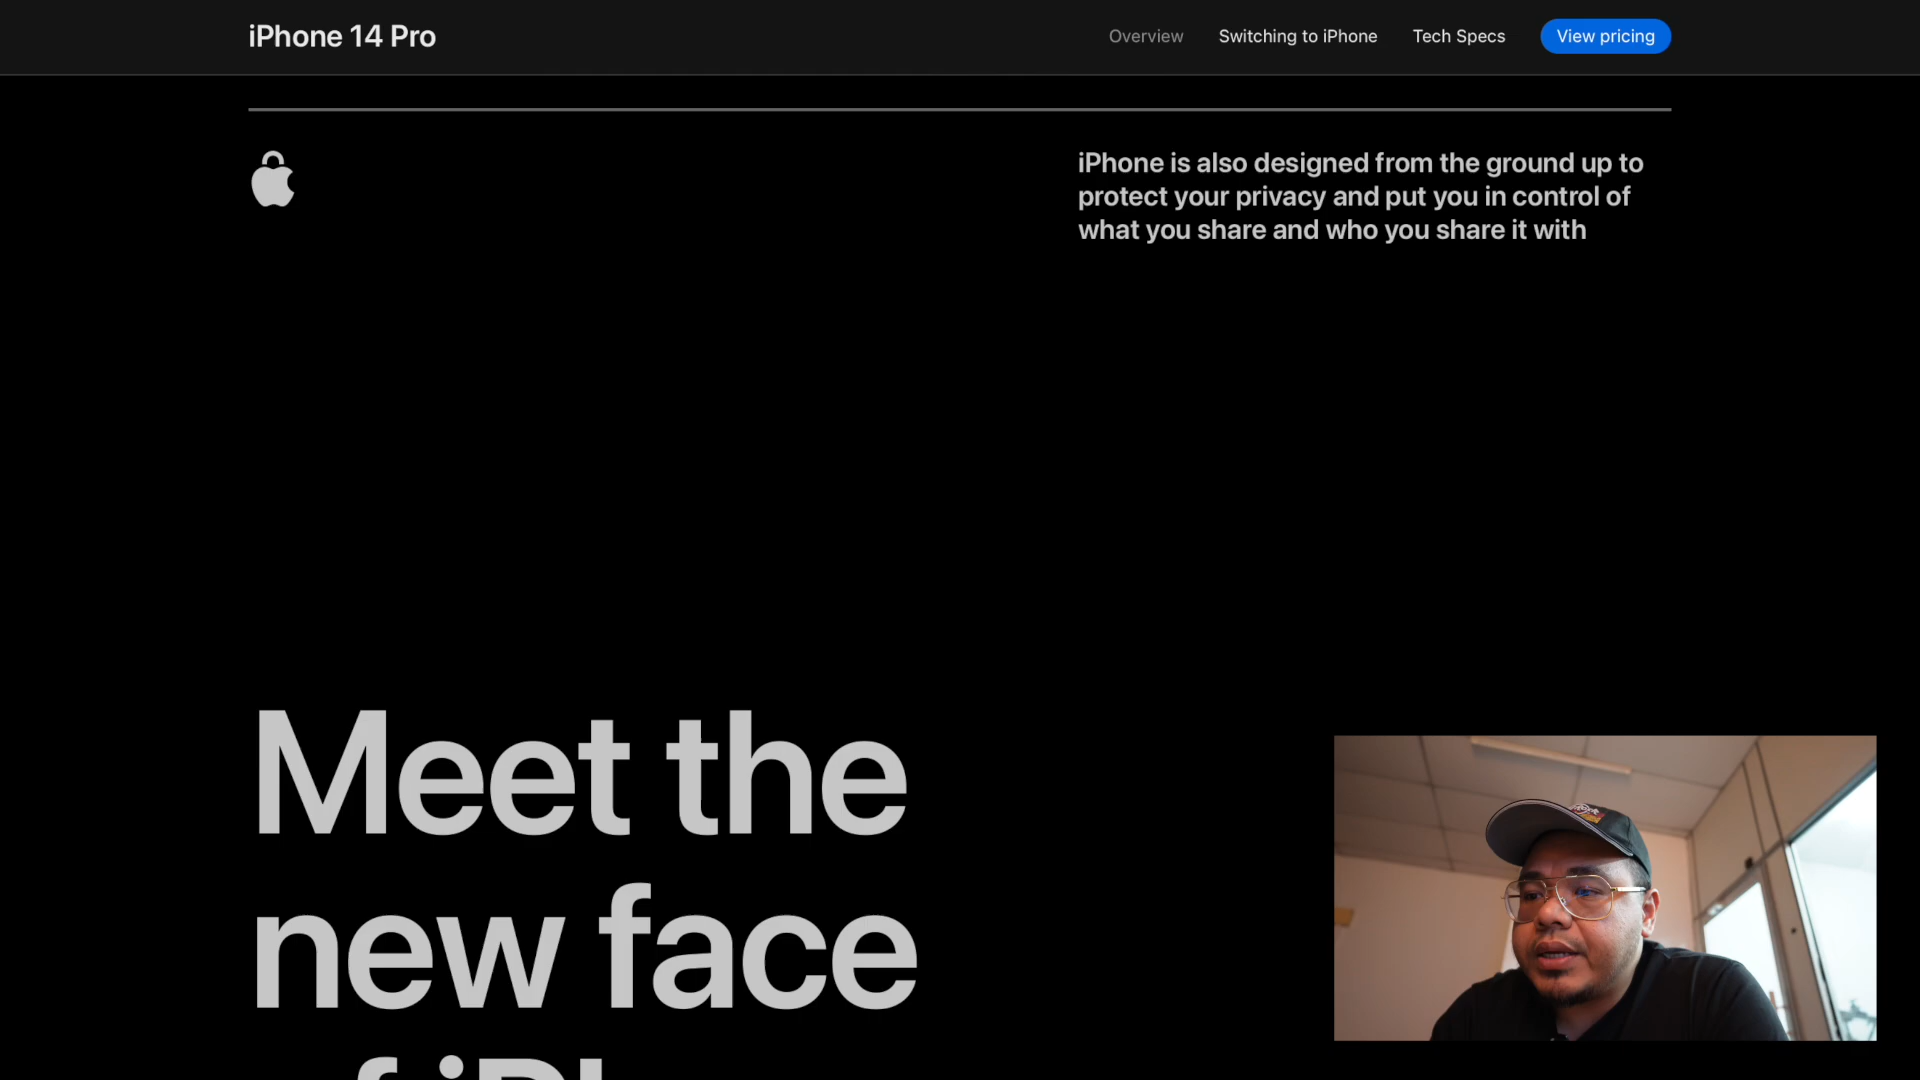 iPhone 14 Pro
Overview
Switching to iPhone
Tech Specs
View pricing
iPhone is also designed from the ground up to
protect your privacy and put you in control of
what you share and who you share it with
Meet the
new face